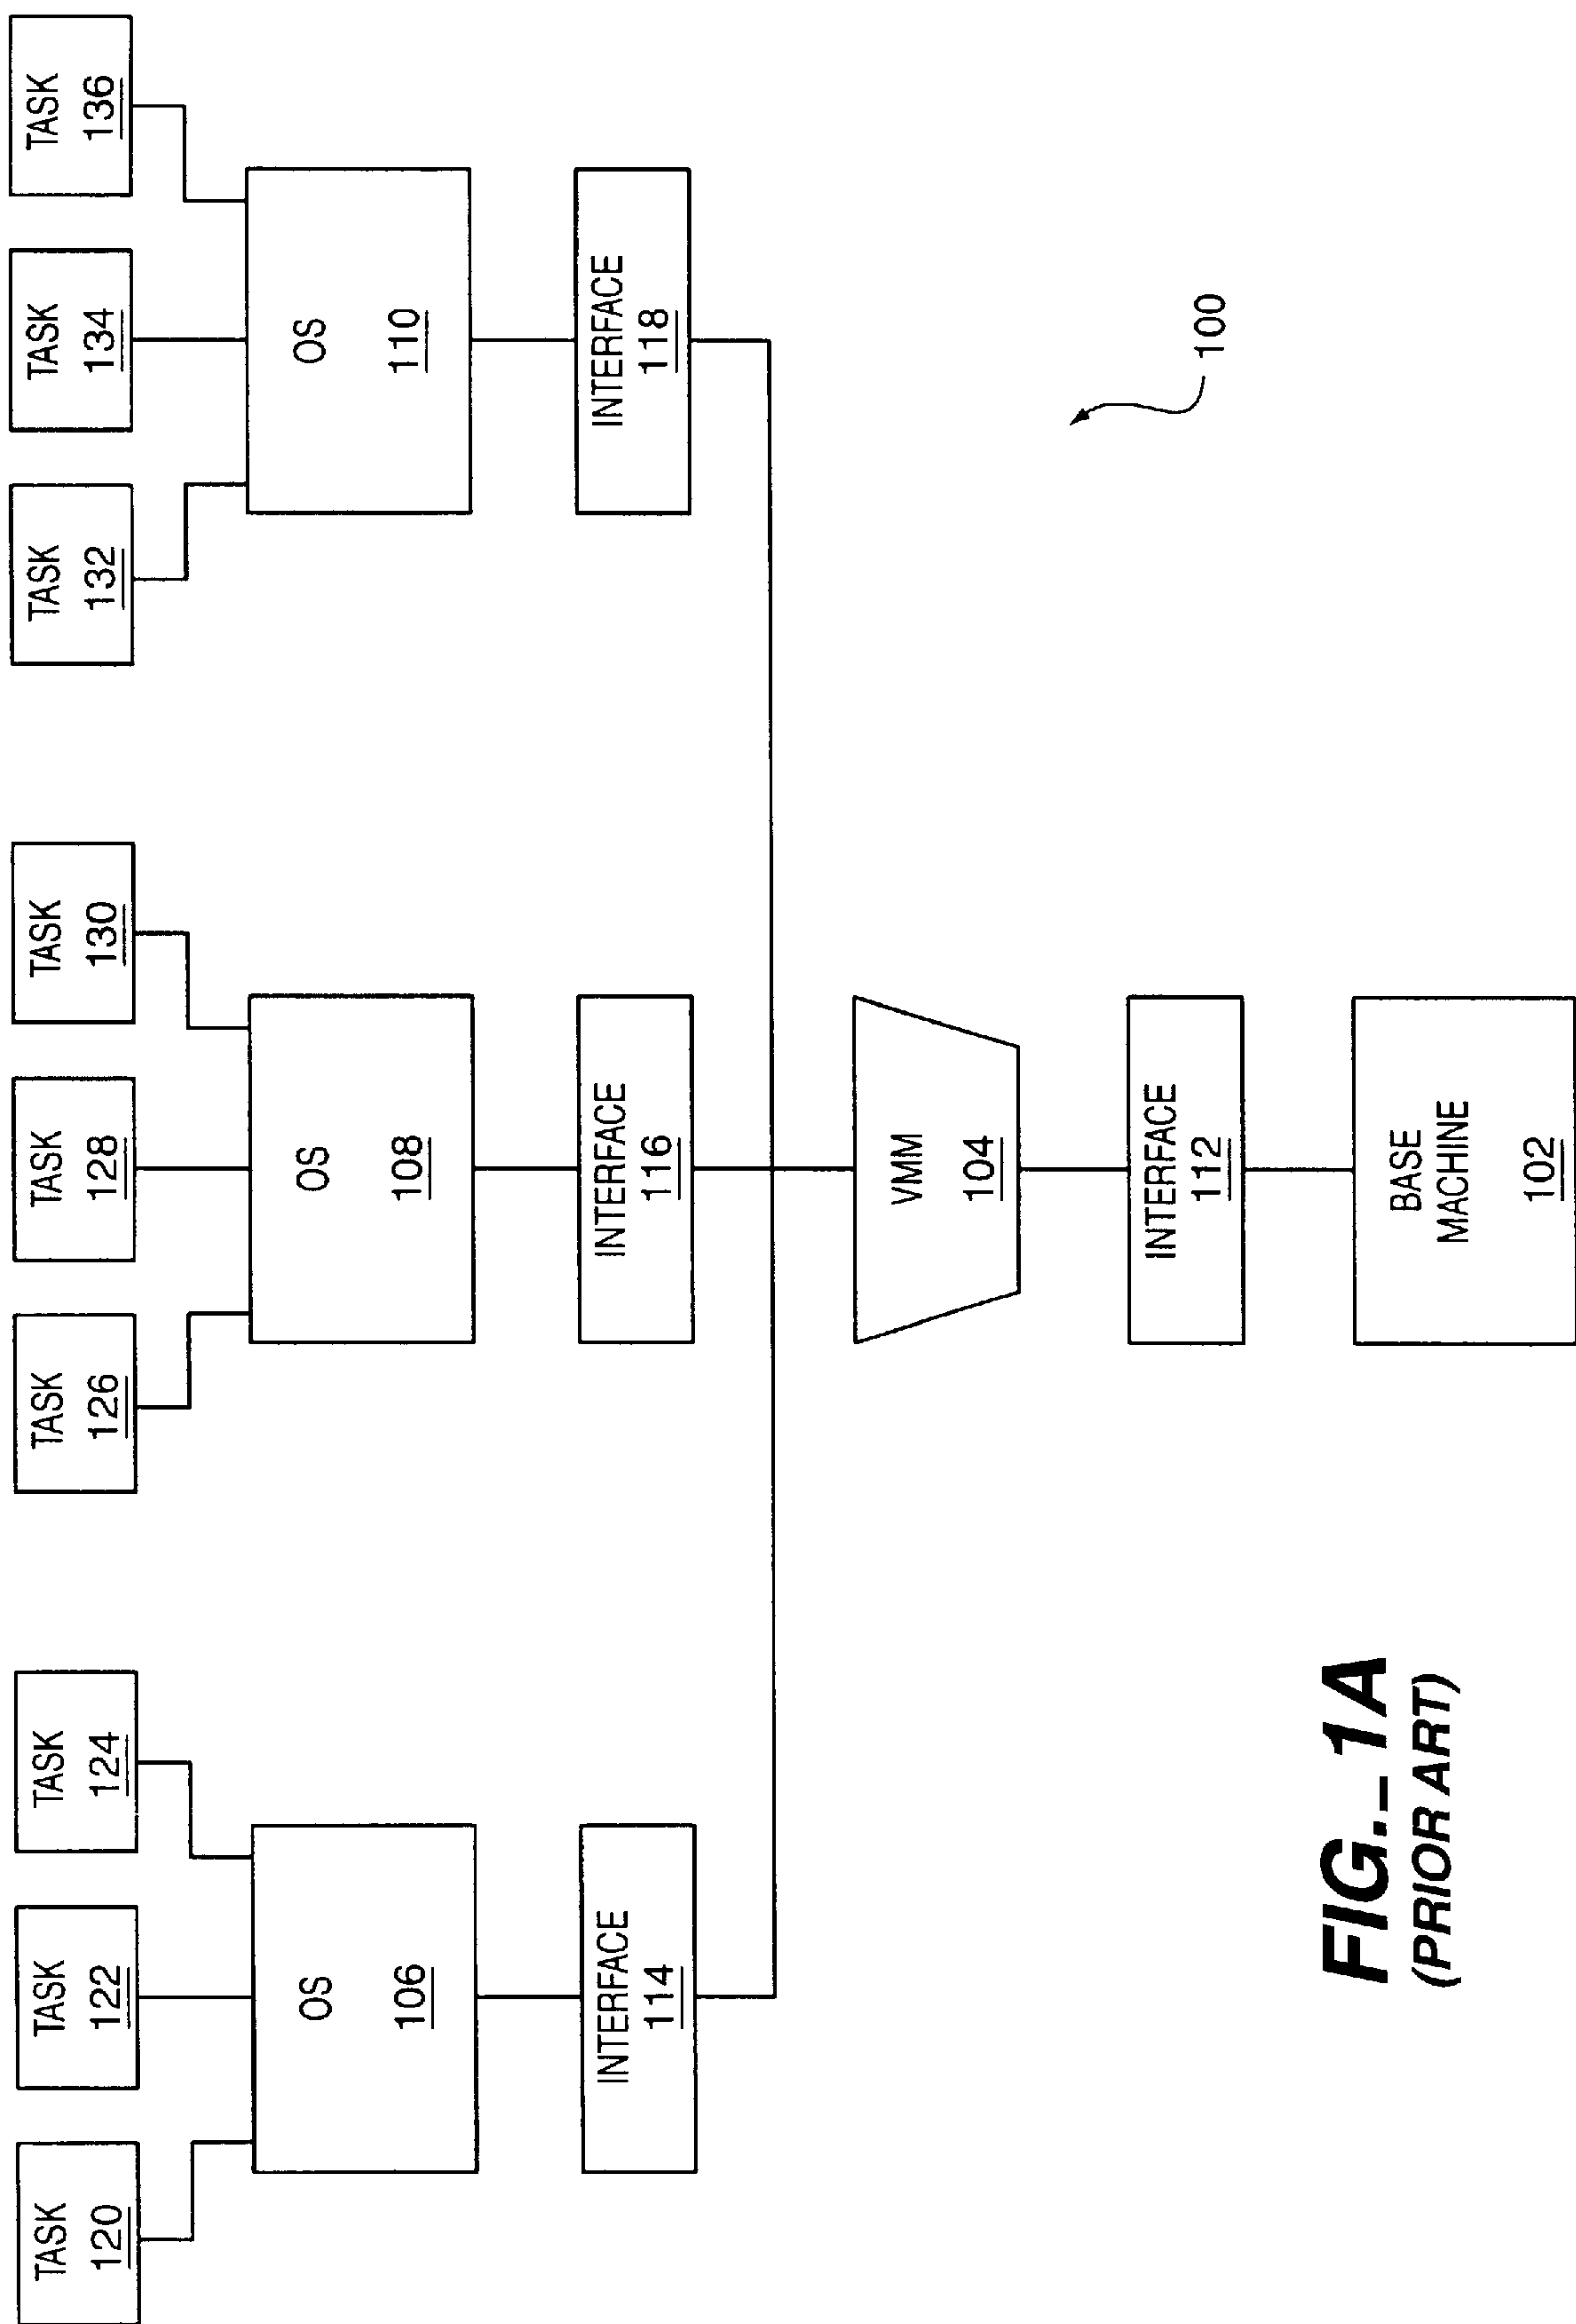 TASK
120
TASK
122
TASK
124
TASK
126
TASK
128
TASK
130
TASK
132
TASK
134
TASK
136
OS
106
OS
108
OS
110
INTERFACE
114
INTERFACE
116
INTERFACE
118
VMM
104
INTERFACE
112
BASE
MACHINE
102
100
FIG._1A
(PRIOR ART)